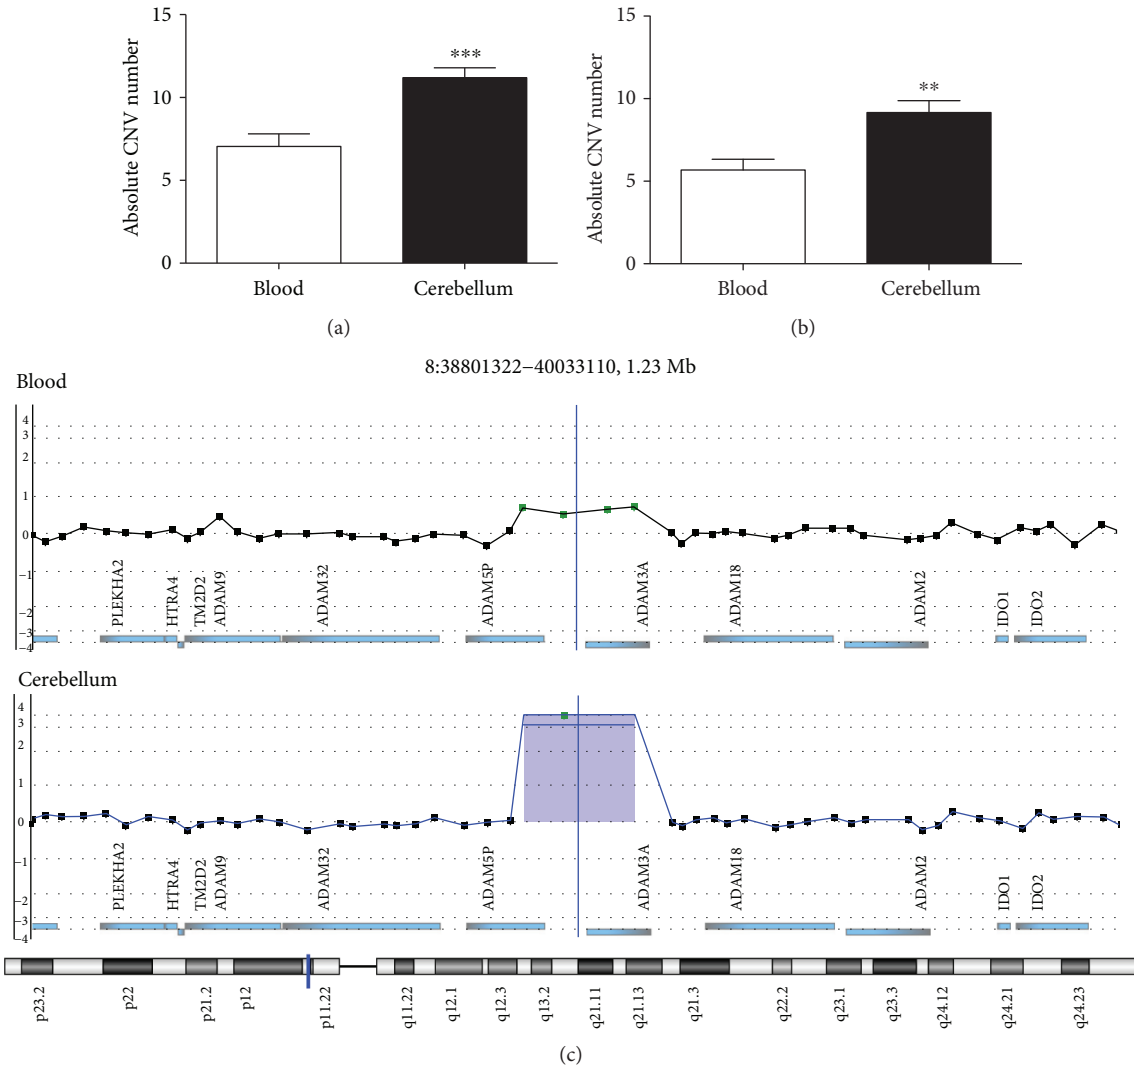 15
10
5
0
Absolute CNV number
***
Blood
Cerebellum
(a)
15
10
5
0
Absolute CNV number
**
Blood
Cerebellum
(b)
8:38801322−40033110, 1.23 Mb
Blood
4
3
2
1
0
−1
−2
−3
−4
PLEKHA2
HTRA4
TM2D2
ADAM9
ADAM32
ADAM5P
ADAM3A
ADAM18
ADAM2
IDO1
IDO2
Cerebellum
4
3
2
1
0
−1
−2
−3
−4
PLEKHA2
HTRA4
TM2D2
ADAM9
ADAM32
ADAM5P
ADAM3A
ADAM18
ADAM2
IDO1
IDO2
p23.2
p22
p21.2
p12
p11.22
q11.22
q12.1
q12.3
q13.2
q21.11
q21.13
q21.3
q22.2
q23.1
q23.3
q24.12
q24.21
q24.23
(c)